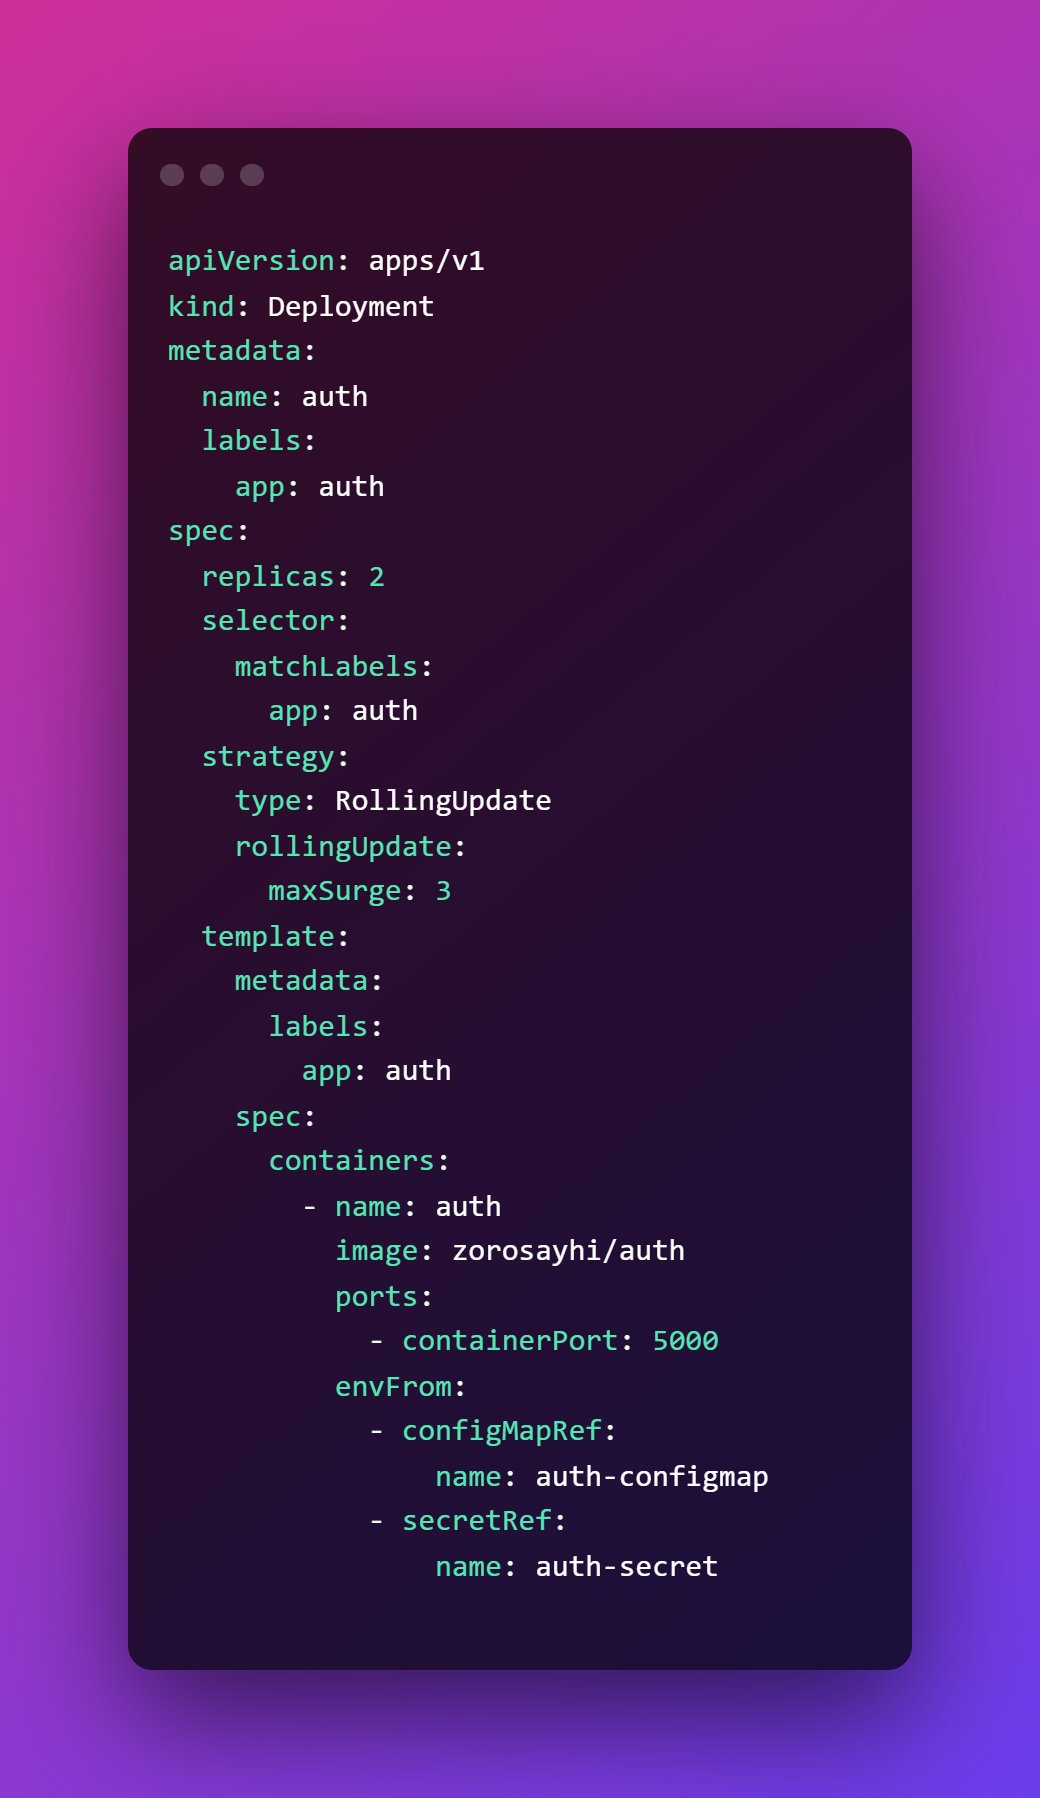 apiVersion: apps/v1
kind: Deployment
metadata:
  name: auth
  labels:
    app: auth
spec:
  replicas: 2
  selector:
    matchLabels:
      app: auth
  strategy:
    type: RollingUpdate
    rollingUpdate:
      maxSurge: 3
  template:
    metadata:
      labels:
        app: auth
    spec:
      containers:
        - name: auth
          image: zorosayhi/auth
          ports:
            - containerPort: 5000
          envFrom:
            - configMapRef:
                name: auth-configmap
            - secretRef:
                name: auth-secret